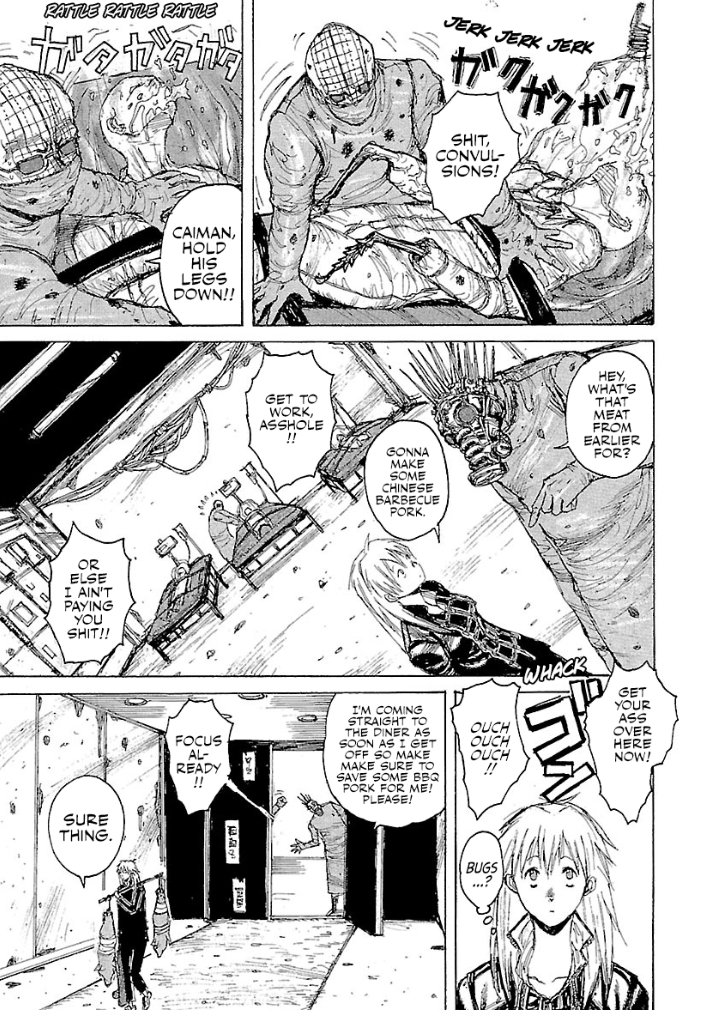 JERK JERK JERK
ガクガクガク
SHIT,
CONVUL-
SIONS!
RATTLE RATTLE RATTLE
ガタガタガタ
CAIMAN,
HOLD
HIS
LEGS
DOWN!!
HEY,
WHAT'S
THAT
MEAT
FROM
EARLIER
FOR?
GONNA
MAKE
SOME
CHINESE
BARBECUE
PORK.
GET TO
WORK,
ASSHOLE
!!
OR
ELSE
I AIN'T
PAYING
YOU
SHIT!!
GET
YOUR
ASS
OVER
HERE
NOW!
WHACK
OUCH
OUCH
OUCH
!!
BUGS
...?
I'M COMING
STRAIGHT TO
THE DINER AS
SOON AS I GET
OFF SO MAKE
MAKE SURE TO
SAVE SOME BBQ
PORK FOR ME!
PLEASE!
FOCUS
AL-
READY!!
SURE
THING.